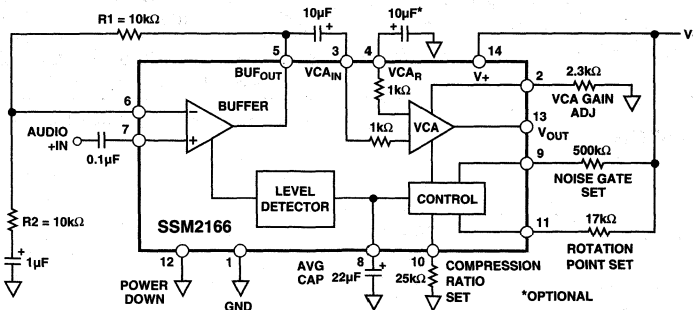 R1 = 10kΩ
10µF
+
10µF*
+
5
3
4
14
V
BUFOUT
VCAIN
VCAR
V+
2
2.3kΩ
VCA GAIN
ADJ
1kΩ
6
BUFFER
−
+
7
AUDIO
+IN
0.1µF
1kΩ
VCA
13
VOUT
9
500kΩ
NOISE GATE
SET
LEVEL
DETECTOR
CONTROL
R2 = 10kΩ
SSM2166
11
17kΩ
ROTATION
POINT SET
+
1µF
12
1
8
10
POWER
DOWN
GND
AVG
CAP
22µF
+
25kΩ
COMPRESSION
RATIO
SET
*OPTIONAL